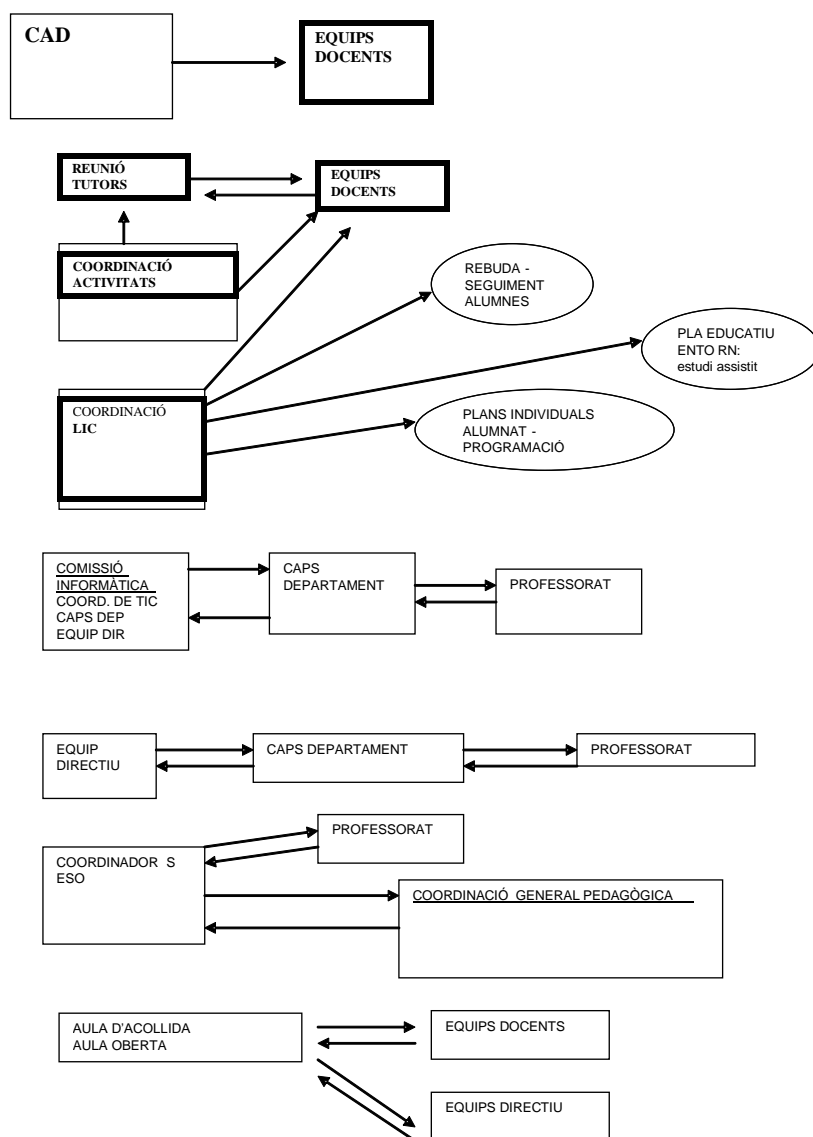 CAD
EQUIPS
DOCENTS
REUNIÓ
TUTORS
EQUIPS
DOCENTS
COORDINACIÓ
ACTIVITATS
REBUDA -
SEGUIMENT
ALUMNES
PLA EDUCATIU
ENTO RN:
estudi assistit
COORDINACIÓ
LIC
PLANS INDIVIDUALS
ALUMNAT -
PROGRAMACIÓ
COMISSIÓ
INFORMÀTICA
COORD. DE TIC
CAPS DEP
EQUIP DIR
CAPS
DEPARTAMENT
PROFESSORAT
EQUIP
DIRECTIU
CAPS DEPARTAMENT
PROFESSORAT
PROFESSORAT
COORDINADOR S
ESO
COORDINACIÓ GENERAL PEDAGÒGICA
AULA D'ACOLLIDA
AULA OBERTA
EQUIPS DOCENTS
EQUIPS DIRECTIU